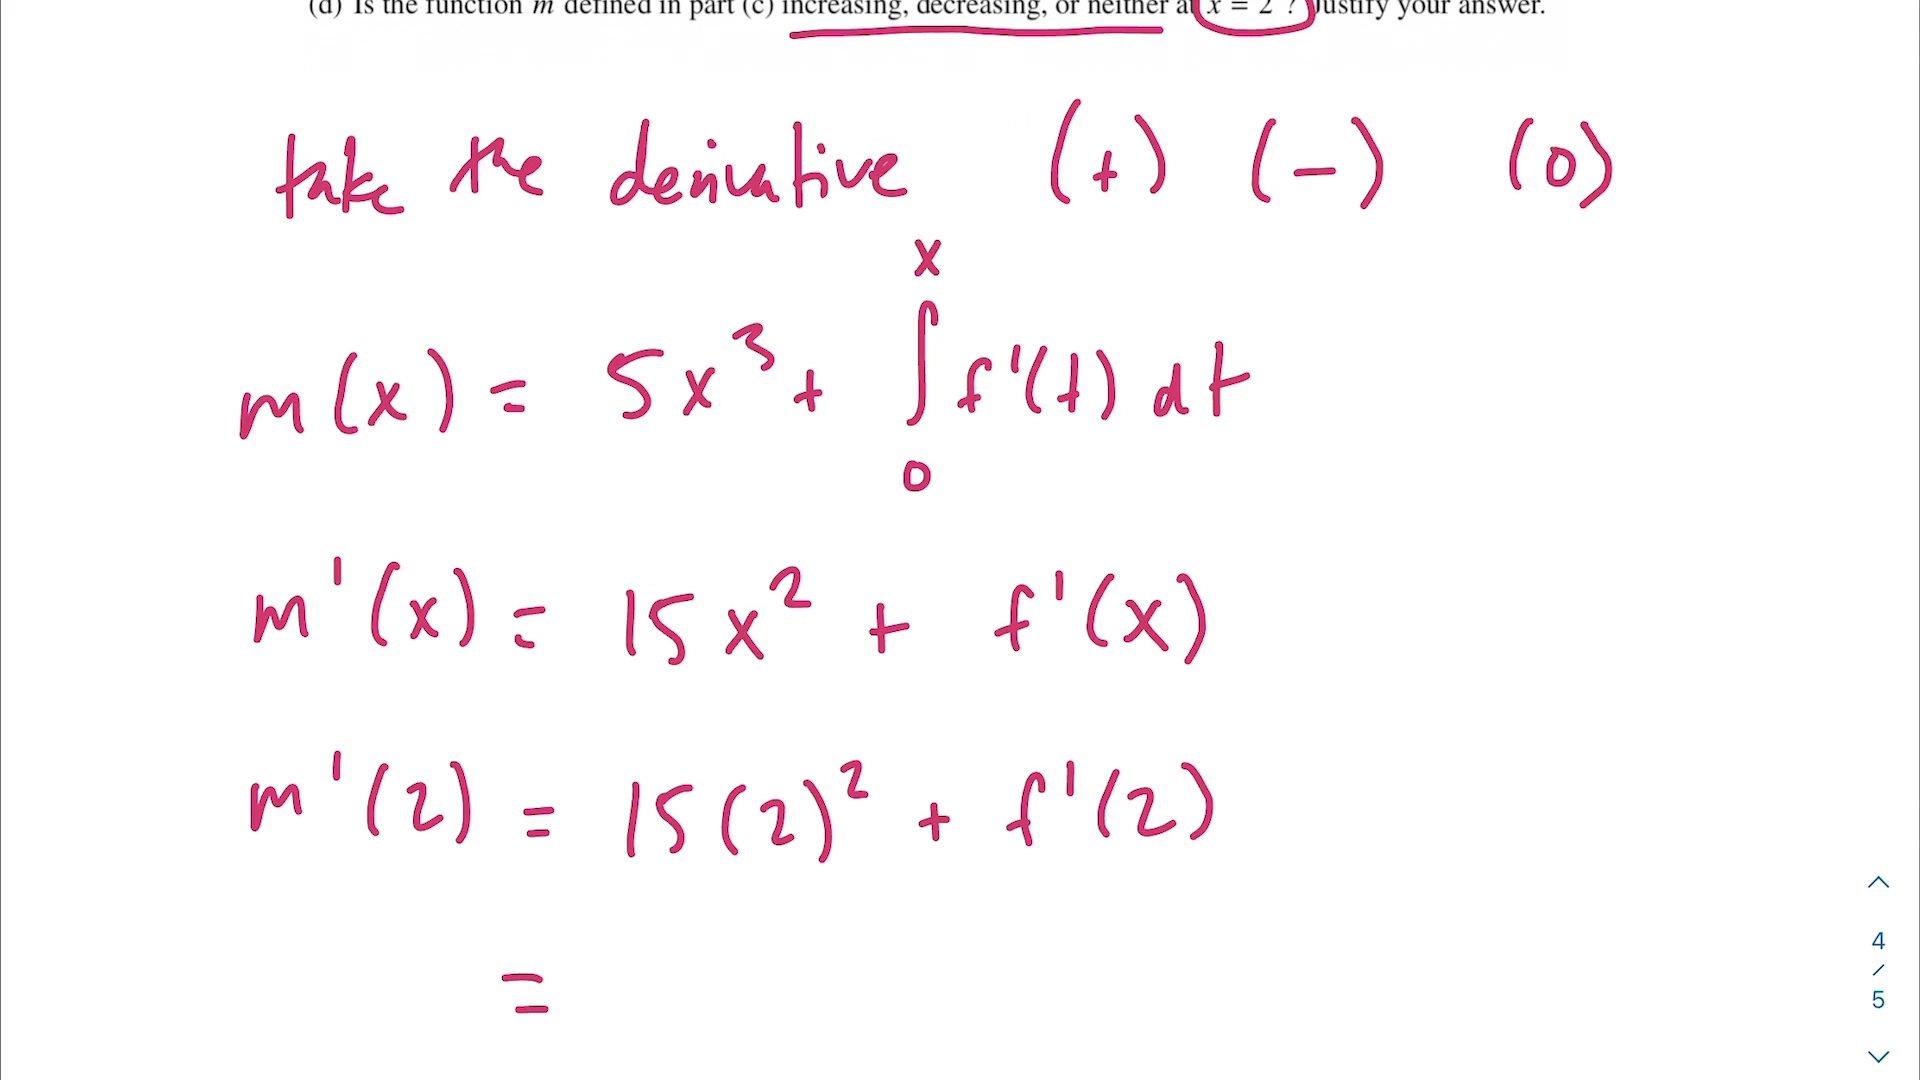 (d) Is the function m defined in part (c) increasing, decreasing, or neither at x = 2 ? Justify your answer.
take the derivative (+) (-) (0)
m(x) = 5x³ + ∫₀ˣ f'(t) dt
m'(x) = 15x² + f'(x)
m'(2) = 15(2)² + f'(2)
=
4
/
5